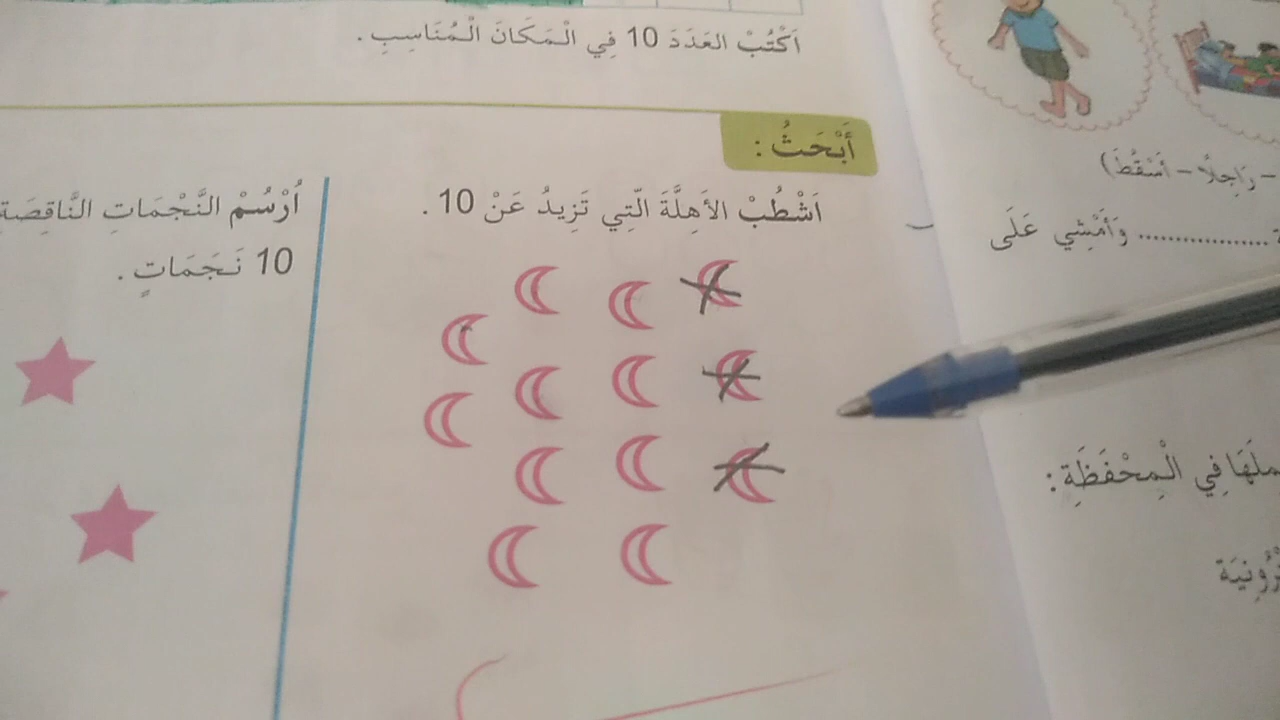 اَكْتُبْ العَدَدَ 10 فِي الْمَكَانَ الْمُنَاسِبِ .
أَبْحَثُ :
اَشْطُبْ الأَهِلَّةَ الّتِي تَزِيدُ عَنْ 10 .
اُرْسُمْ النَّجْمَاتِ النَّاقِصَةِ
10 نَجَمَاتٍ .
– رَاجِلًا – أَسْقُطَ)
................. وَأَمْشِي عَلَى
فِي الْمِحْفَظَةِ :